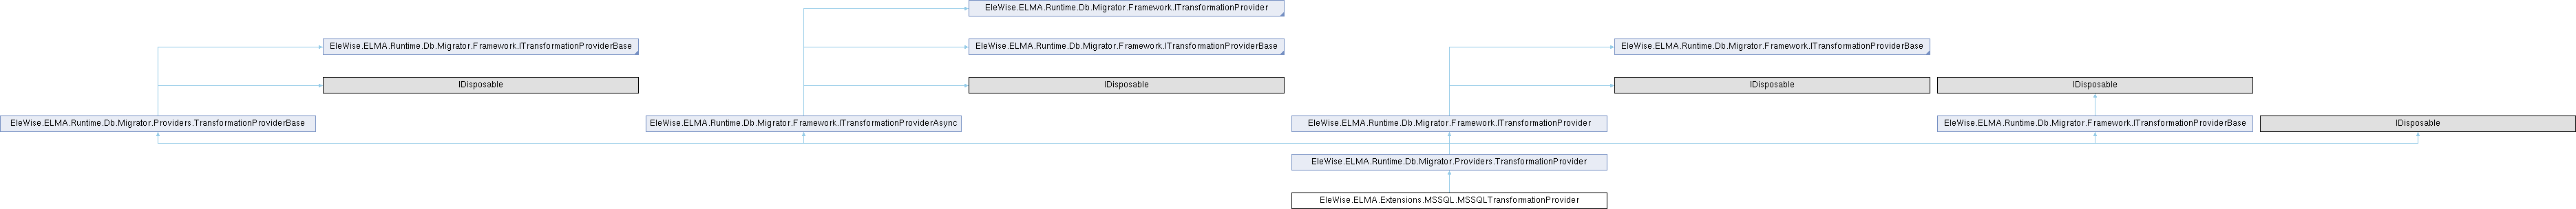 EleWise.ELMA.Runtime.Db.Migrator.Framework.ITransformationProvider
EleWise.ELMA.Runtime.Db.Migrator.Framework.ITransformationProviderBase
EleWise.ELMA.Runtime.Db.Migrator.Framework.ITransformationProviderBase
EleWise.ELMA.Runtime.Db.Migrator.Framework.ITransformationProviderBase
IDisposable
IDisposable
IDisposable
IDisposable
EleWise.ELMA.Runtime.Db.Migrator.Providers.TransformationProviderBase
EleWise.ELMA.Runtime.Db.Migrator.Framework.ITransformationProviderAsync
EleWise.ELMA.Runtime.Db.Migrator.Framework.ITransformationProvider
EleWise.ELMA.Runtime.Db.Migrator.Framework.ITransformationProviderBase
IDisposable
EleWise.ELMA.Runtime.Db.Migrator.Providers.TransformationProvider
EleWise.ELMA.Extensions.MSSQL.MSSQLTransformationProvider